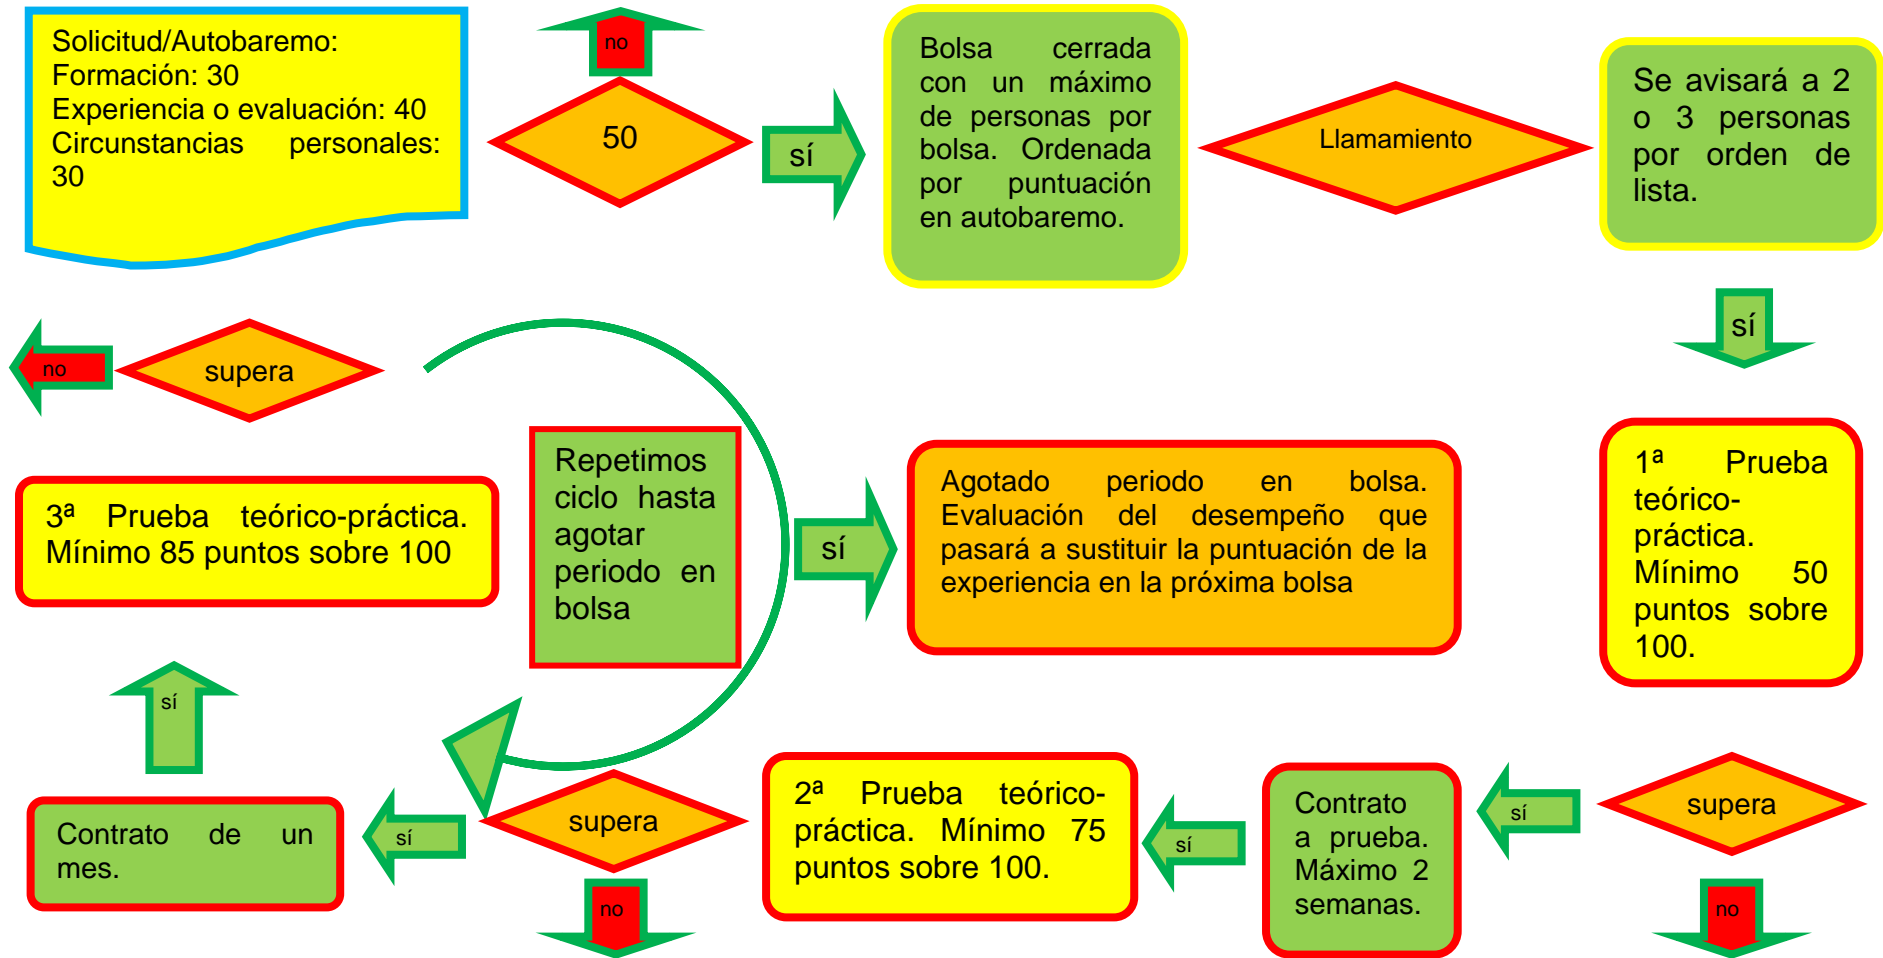 Solicitud/Autobaremo:
Formación: 30
Experiencia o evaluación: 40
Circunstancias personales:
30
no
50
sí
Bolsa cerrada
con un máximo
de personas por
bolsa. Ordenada
por puntuación
en autobaremo.
Llamamiento
Se avisará a 2
o 3 personas
por orden de
lista.
sí
1ª Prueba
teórico-
práctica.
Mínimo 50
puntos sobre
100.
supera
no
sí
Contrato
a prueba.
Máximo 2
semanas.
sí
2ª Prueba teórico-
práctica. Mínimo 75
puntos sobre 100.
supera
no
sí
Contrato de un
mes.
sí
3ª Prueba teórico-práctica.
Mínimo 85 puntos sobre 100
supera
no
Repetimos
ciclo hasta
agotar
periodo en
bolsa
sí
Agotado periodo en bolsa.
Evaluación del desempeño que
pasará a sustituir la puntuación de la
experiencia en la próxima bolsa